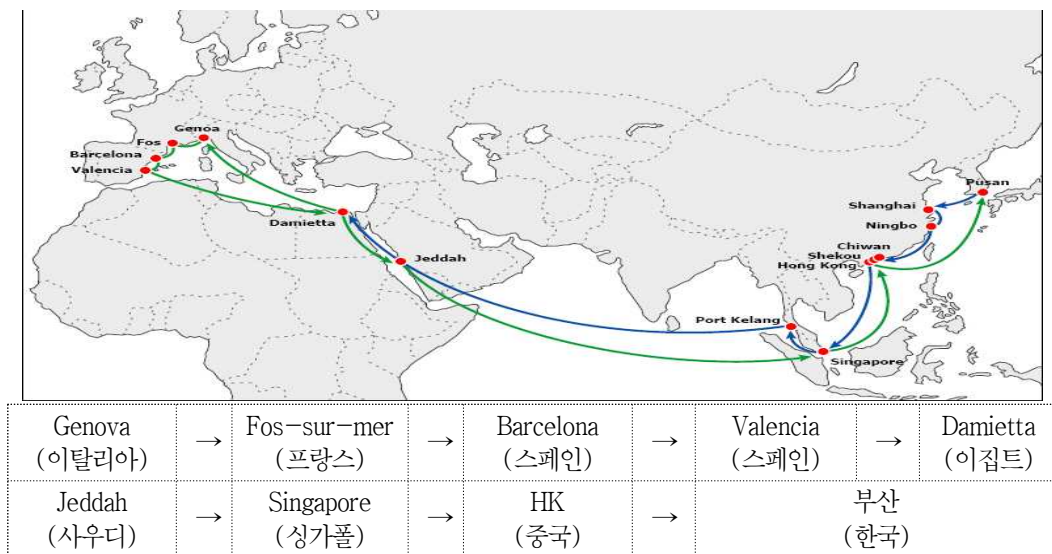 Genoa
Fos
Barcelona
Valencia
Damietta
Jeddah
Pusan
Shanghai
Ningbo
Chiwan
Shekou
Hong Kong
Port Kelang
Singapore
Genova → Fos-sur-mer → Barcelona → Valencia → Damietta
(이탈리아) (프랑스) (스페인) (스페인) (이집트)
Jeddah → Singapore → HK → 부산
(사우디) (싱가폴) (중국) (한국)